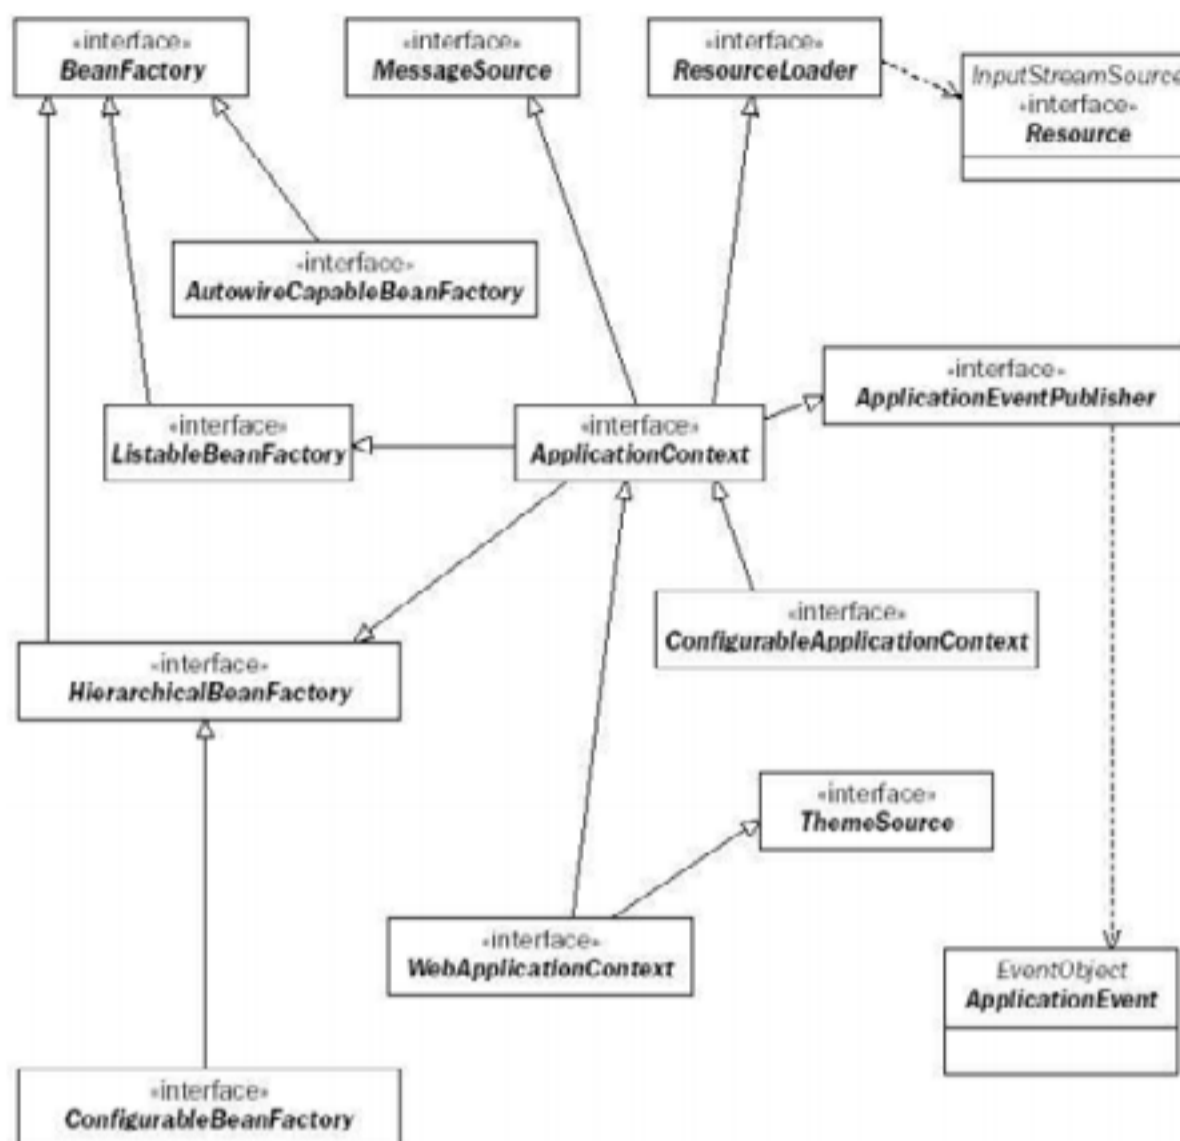 «interface»
BeanFactory
«interface»
MessageSource
«interface»
ResourceLoader
InputStreamSource
«interface»
Resource
«interface»
AutowireCapableBeanFactory
«interface»
ApplicationEventPublisher
«interface»
ListableBeanFactory
«interface»
ApplicationContext
«interface»
ConfigurableApplicationContext
«interface»
HierarchicalBeanFactory
«interface»
ThemeSource
«interface»
WebApplicationContext
EventObject
ApplicationEvent
«interface»
ConfigurableBeanFactory